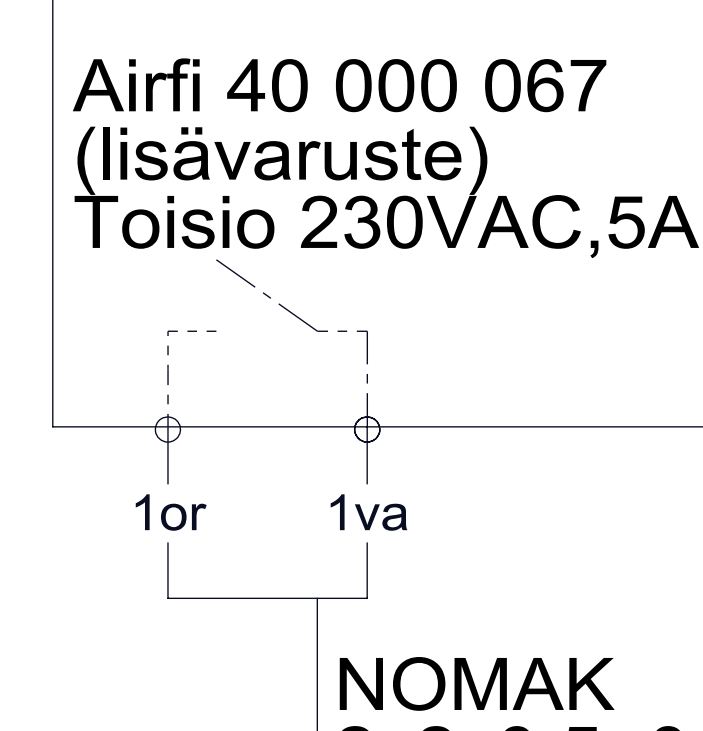 Airfi 40 000 067
(lisävaruste)
Toisio 230VAC,5A
1or 1va
NOMAK